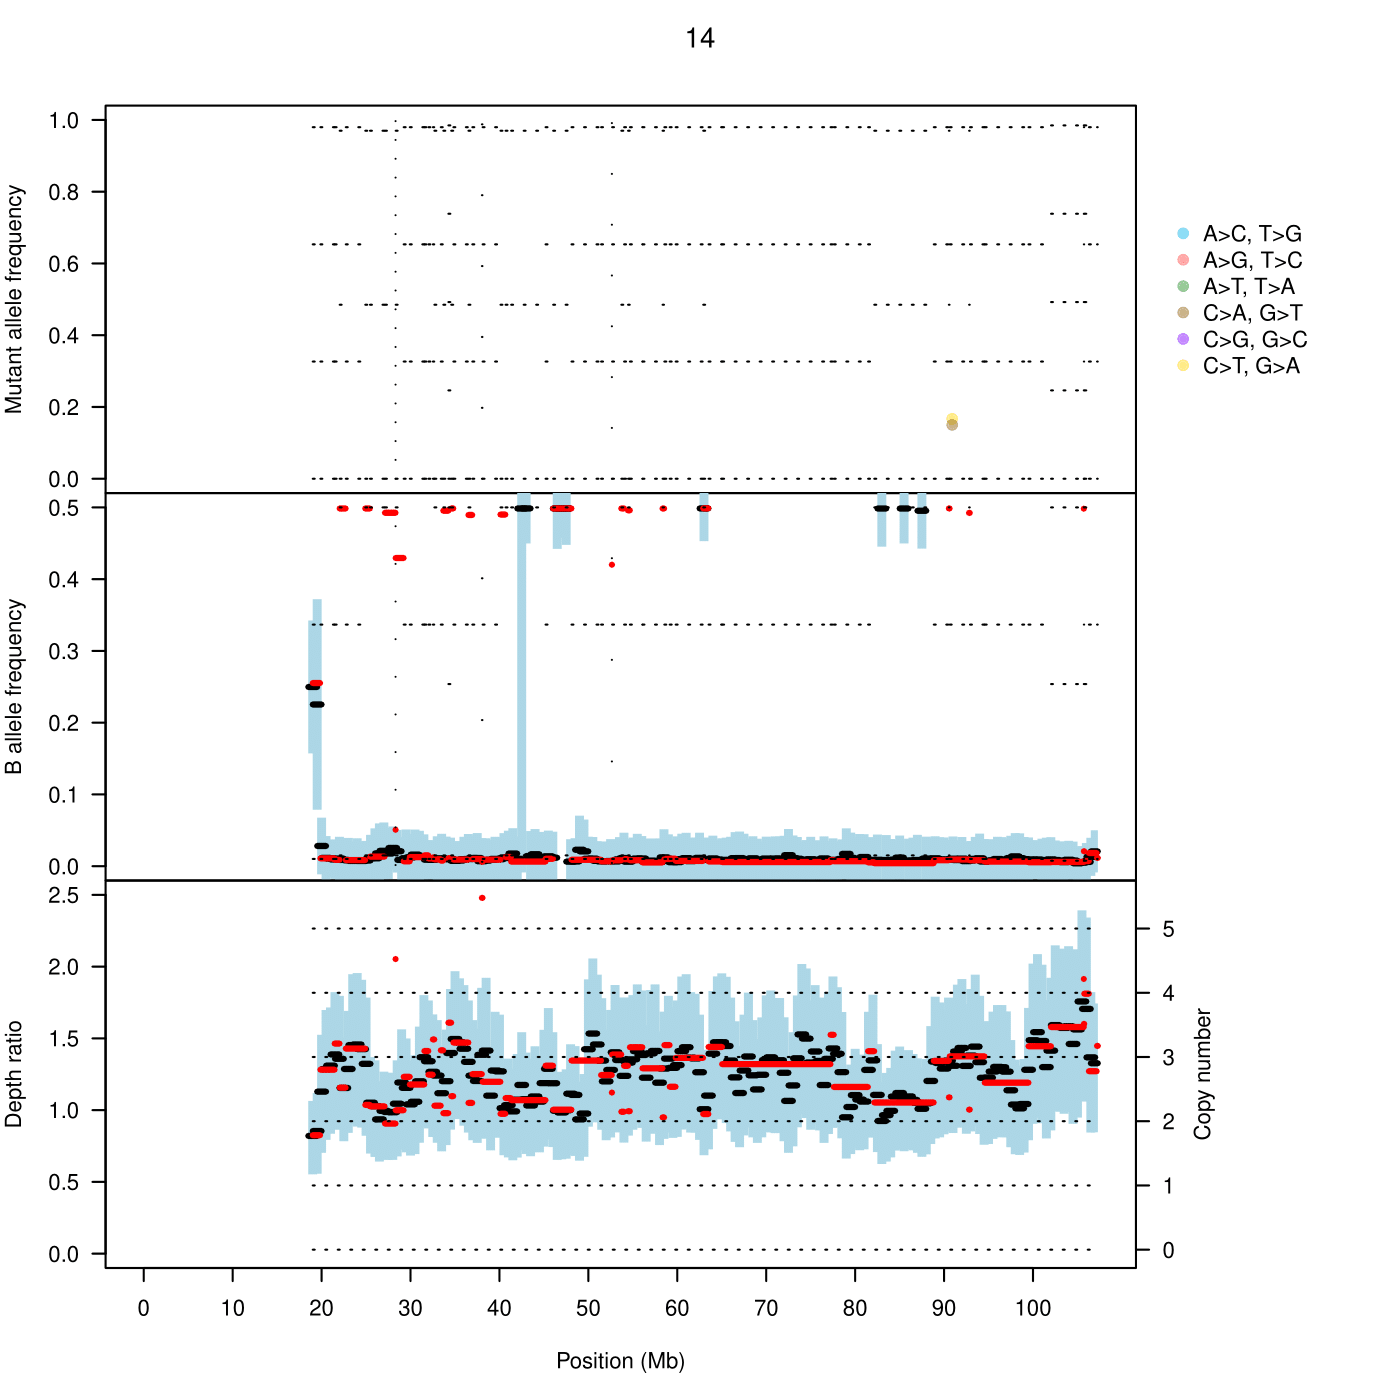 14
Mutant allele frequency
1.0
0.8
0.6
0.4
0.2
0.0
A>C, T>G
A>G, T>C
A>T, T>A
C>A, G>T
C>G, G>C
C>T, G>A
B allele frequency
0.5
0.4
0.3
0.2
0.1
0.0
Depth ratio
2.5
2.0
1.5
1.0
0.5
0.0
5
4
3
2
1
0
Copy number
0 10 20 30 40 50 60 70 80 90 100
Position (Mb)